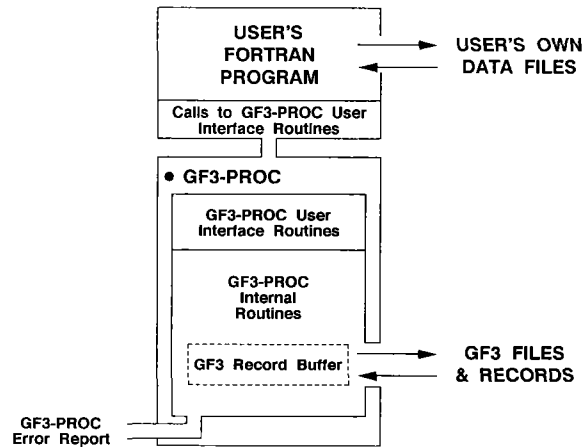 USER'S
FORTRAN
PROGRAM
USER'S OWN
DATA FILES
Calls to GF3-PROC User
Interface Routines
• GF3-PROC
GF3-PROC User
Interface Routines
GF3-PROC
Internal
Routines
GF3 Record Buffer
GF3 FILES
& RECORDS
GF3-PROC
Error Report